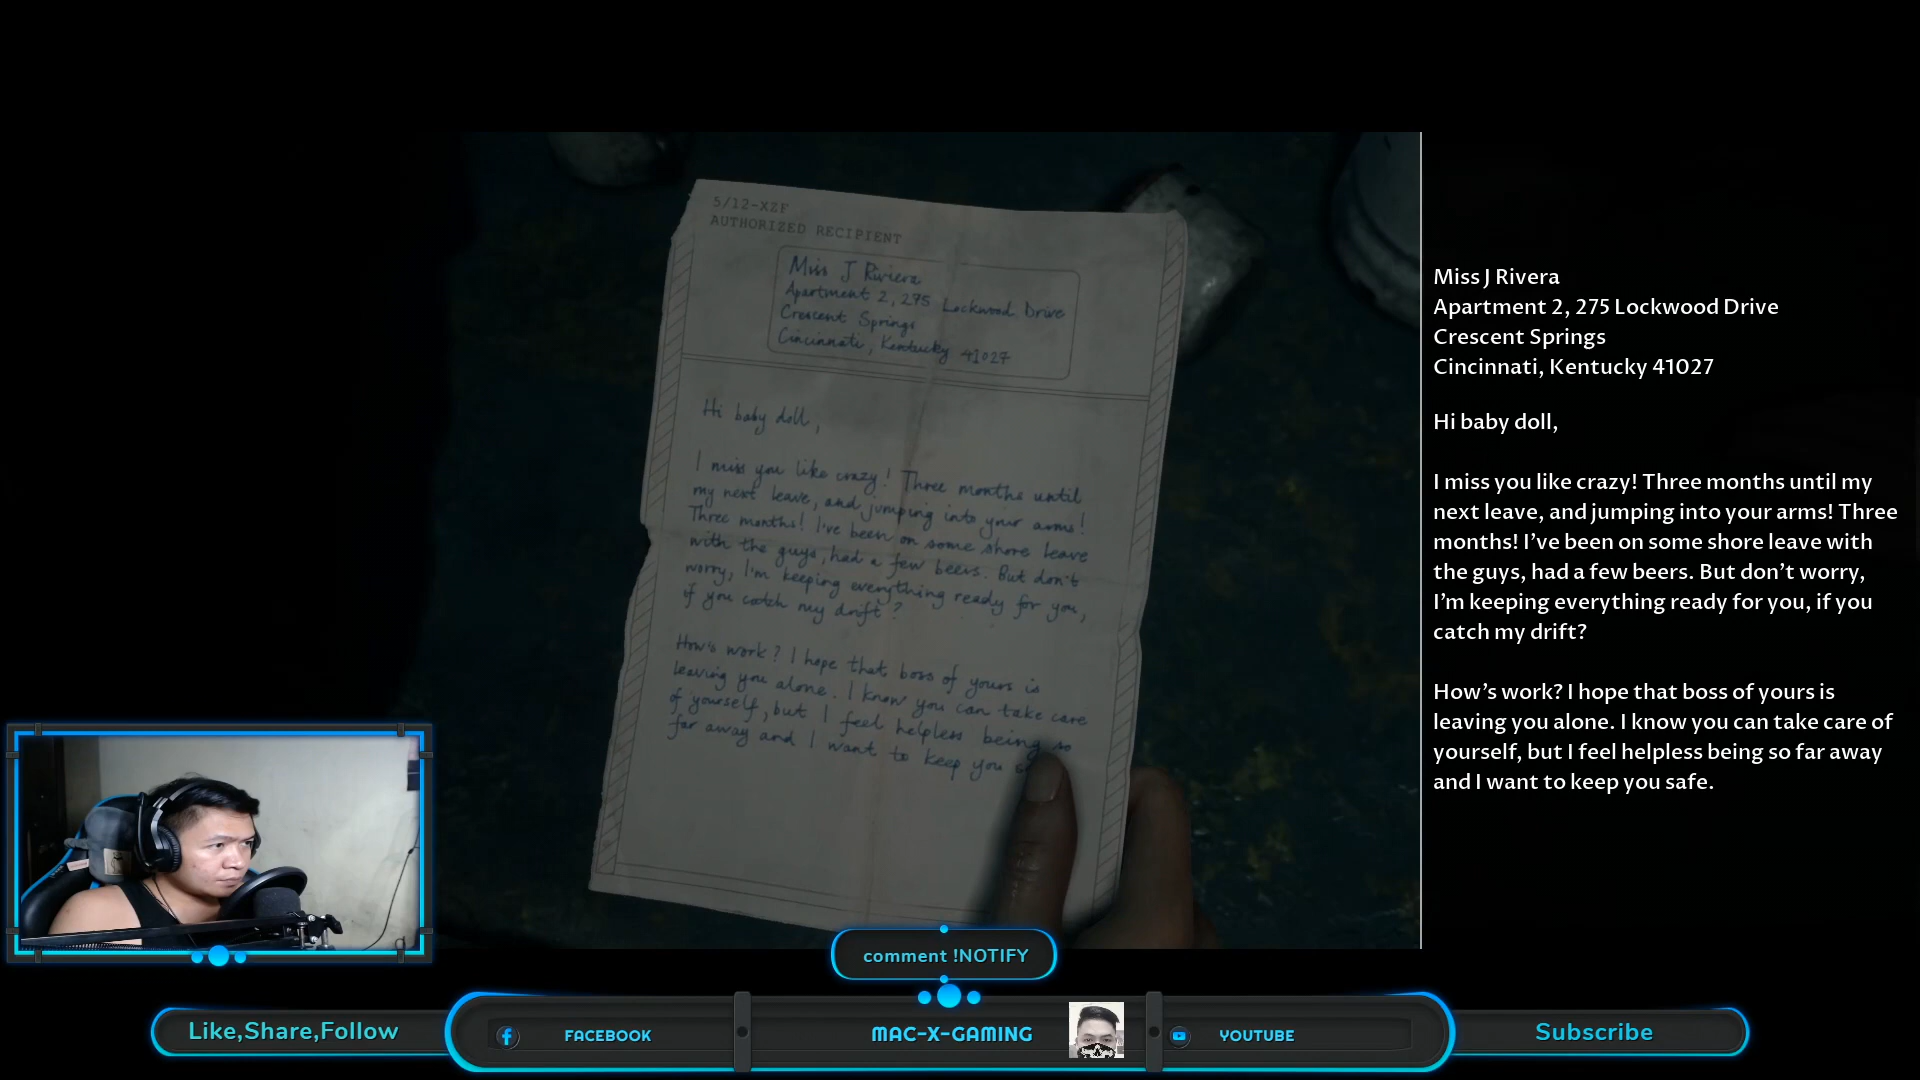 5/12-XZF
AUTHORIZED RECIPIENT
Miss J Riviera
Apartment 2, 275 Lockwood Drive
Crescent Springs
Cincinnati, Kentucky 41027
Hi baby doll,
I miss you like crazy! Three months until
my next leave, and jumping into your arms!
Three months! I've been on some shore leave
with the guys, had a few beers. But don't
worry, I'm keeping everything ready for you,
if you catch my drift?
How's work? I hope that boss of yours is
leaving you alone. I know you can take care
of yourself, but I feel helpless being so
far away and I want to keep you s
Miss J Rivera
Apartment 2, 275 Lockwood Drive
Crescent Springs
Cincinnati, Kentucky 41027
Hi baby doll,
I miss you like crazy! Three months until my
next leave, and jumping into your arms! Three
months! I've been on some shore leave with
the guys, had a few beers. But don't worry,
I'm keeping everything ready for you, if you
catch my drift?
How's work? I hope that boss of yours is
leaving you alone. I know you can take care of
yourself, but I feel helpless being so far away
and I want to keep you safe.
comment !NOTIFY
Like,Share,Follow
FACEBOOK
MAC-X-GAMING
YOUTUBE
Subscribe